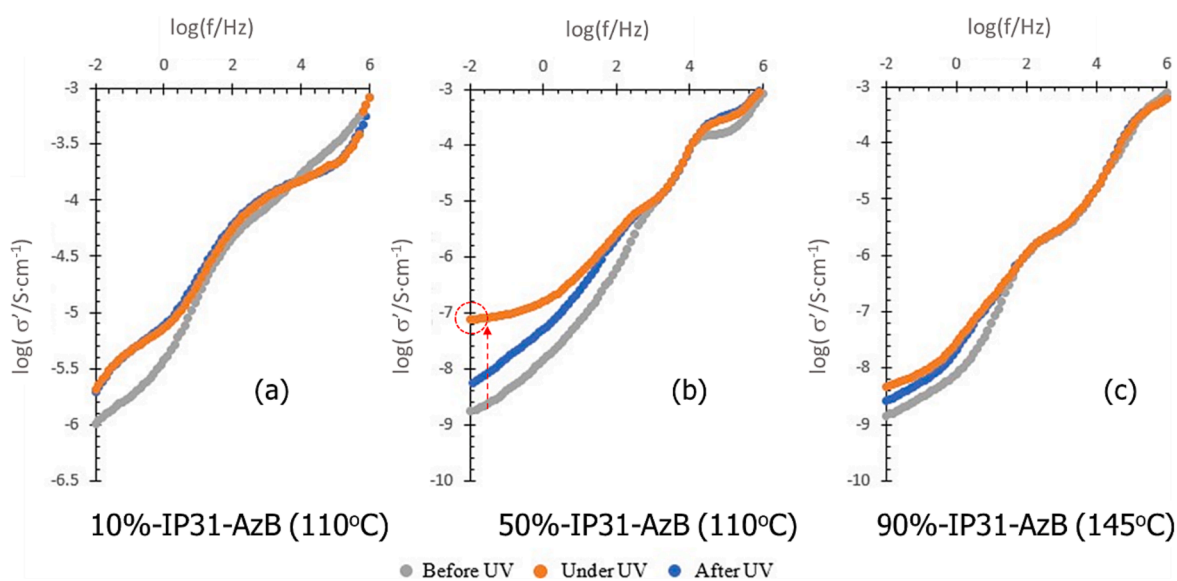 log(f/Hz)
-2 0 2 4 6
-3
-3.5
-4
-4.5
-5
-5.5
-6
-6.5
log( σ'/S·cm⁻¹)
(a)
10%-IP31-AzB (110ºC)
log(f/Hz)
-2 0 2 4 6
-3
-4
-5
-6
-7
-8
-9
-10
log( σ'/S·cm⁻¹)
(b)
50%-IP31-AzB (110ºC)
log(f/Hz)
-2 0 2 4 6
-3
-4
-5
-6
-7
-8
-9
-10
log( σ'/S·cm⁻¹)
(c)
90%-IP31-AzB (145ºC)
Before UV Under UV After UV